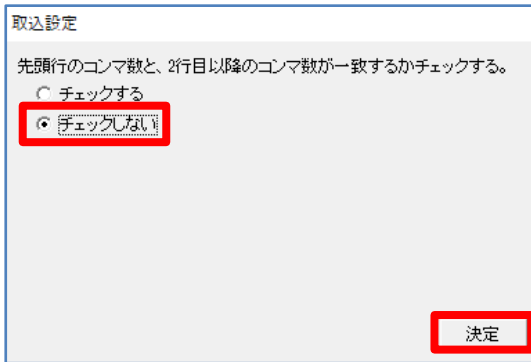 取込設定
先頭行のコンマ数と、2行目以降のコンマ数が一致するかチェックする。
チェックする
チェックしない
決定